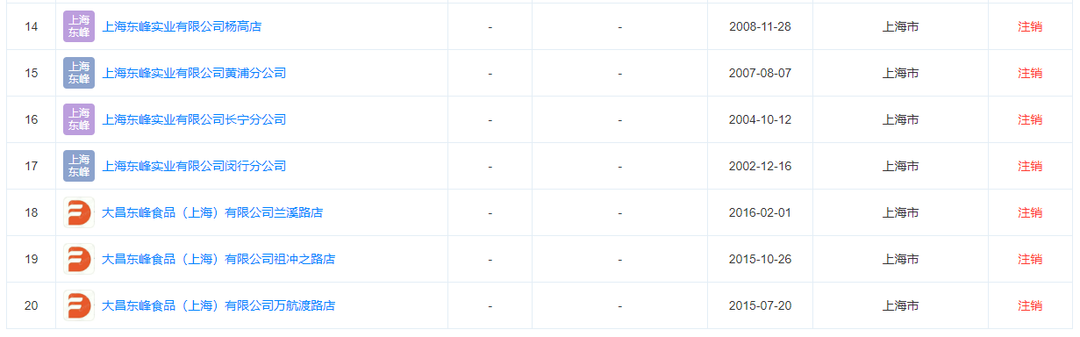 14 上海东峰 上海东峰实业有限公司杨高店 - - 2008-11-28 上海市 注销
15 上海东峰 上海东峰实业有限公司黄浦分公司 - - 2007-08-07 上海市 注销
16 上海东峰 上海东峰实业有限公司长宁分公司 - - 2004-10-12 上海市 注销
17 上海东峰 上海东峰实业有限公司闵行分公司 - - 2002-12-16 上海市 注销
18 大昌东峰食品（上海）有限公司兰溪路店 - - 2016-02-01 上海市 注销
19 大昌东峰食品（上海）有限公司祖冲之路店 - - 2015-10-26 上海市 注销
20 大昌东峰食品（上海）有限公司万航渡路店 - - 2015-07-20 上海市 注销